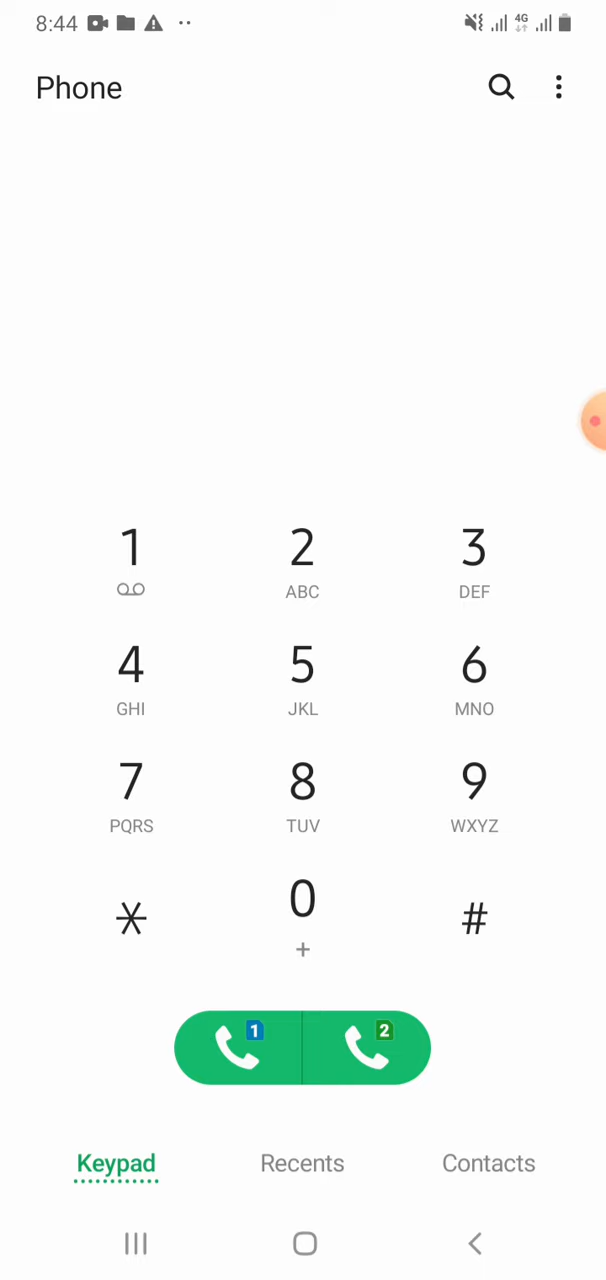 8:44 4G
Phone
1 2 3
ABC DEF
4 5 6
GHI JKL MNO
7 8 9
PQRS TUV WXYZ
* 0 #
+
1 2
Keypad Recents Contacts